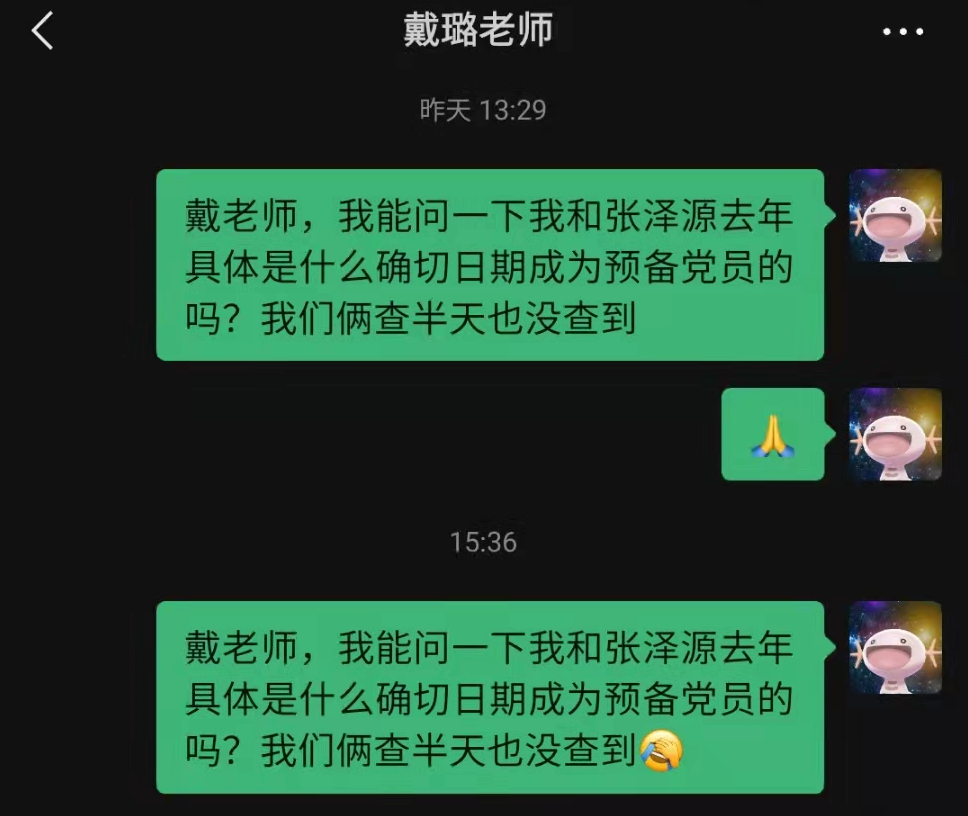 戴璐老师
昨天 13:29
戴老师，我能问一下我和张泽源去年
具体是什么确切日期成为预备党员的
吗？我们俩查半天也没查到
🙏
15:36
戴老师，我能问一下我和张泽源去年
具体是什么确切日期成为预备党员的
吗？我们俩查半天也没查到🤣